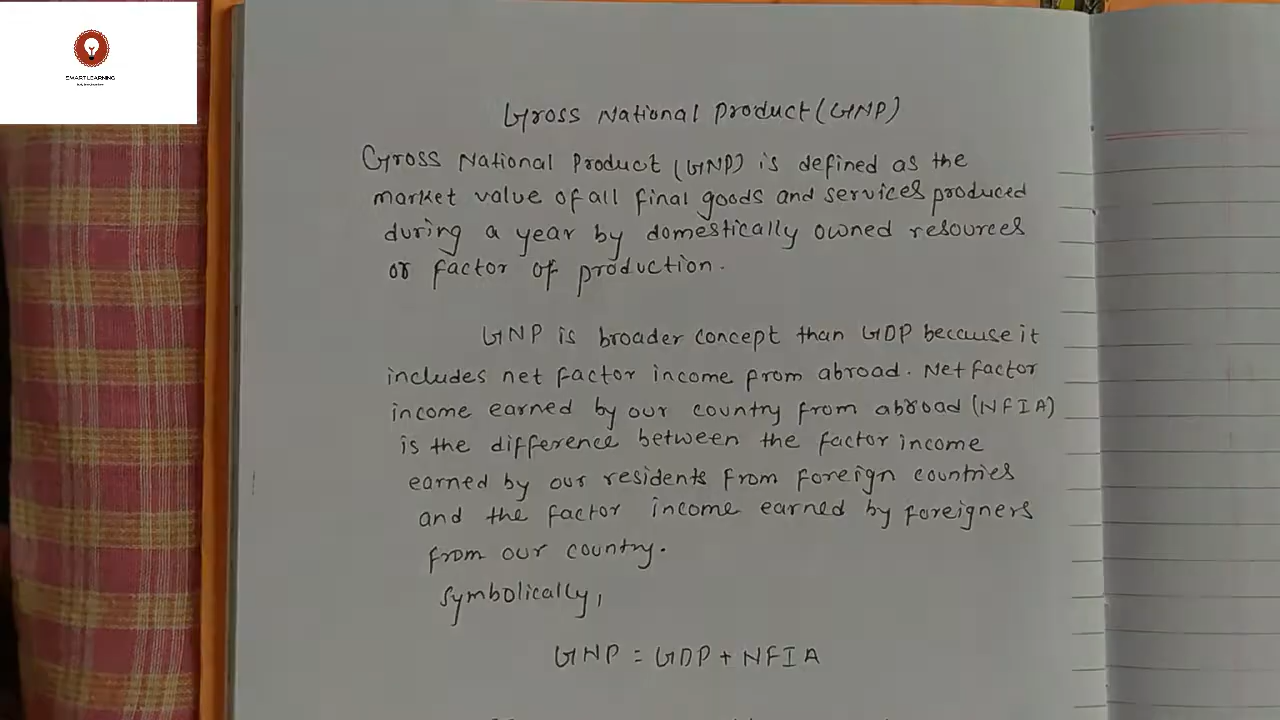 SMART LEARNING
Gross National Product (GNP)
Gross National Product (GNP) is defined as the
market value of all final goods and services produced
during a year by domestically owned resources
or factor of production.
GNP is broader concept than GDP because it
includes net factor income from abroad. Net factor
income earned by our country from abroad (NFIA)
is the difference between the factor income
earned by our residents from foreign countries
and the factor income earned by foreigners
from our country.
Symbolically,
GNP = GDP + NFIA